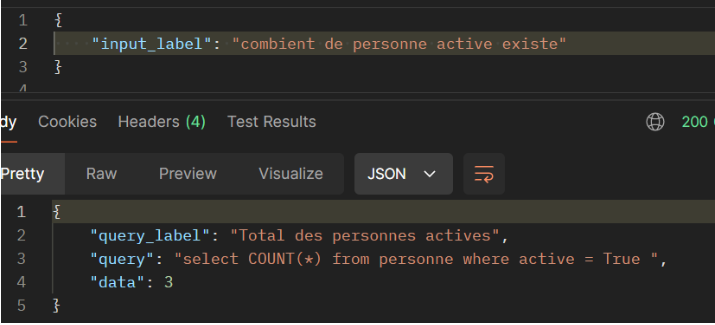 1 {
2 "input_label": "combient de personne active existe"
3 }
4
dy Cookies Headers (4) Test Results 200
Pretty Raw Preview Visualize JSON
1 {
2 "query_label": "Total des personnes actives",
3 "query": "select COUNT(*) from personne where active = True ",
4 "data": 3
5 }